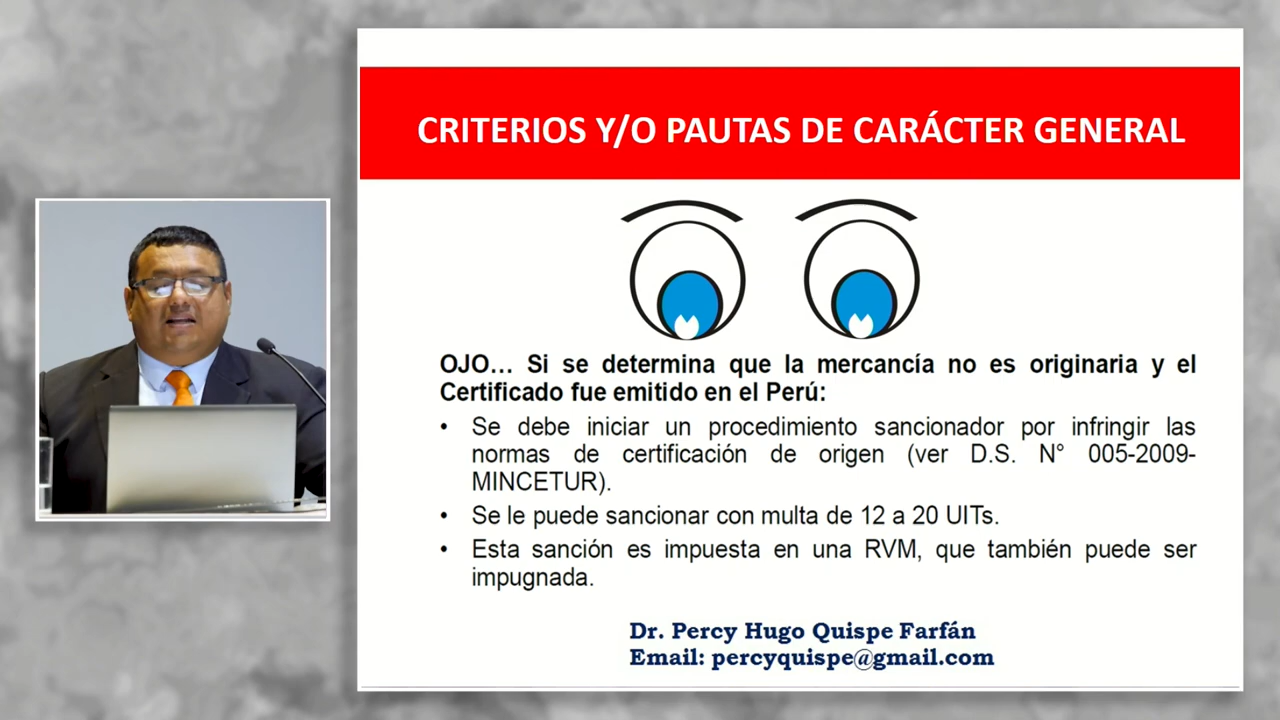 CRITERIOS Y/O PAUTAS DE CARÁCTER GENERAL
OJO... Si se determina que la mercancía no es originaria y el
Certificado fue emitido en el Perú:
• Se debe iniciar un procedimiento sancionador por infringir las
normas de certificación de origen (ver D.S. N° 005-2009-
MINCETUR).
• Se le puede sancionar con multa de 12 a 20 UITs.
• Esta sanción es impuesta en una RVM, que también puede ser
impugnada.
Dr. Percy Hugo Quispe Farfán
Email: percyquispe@gmail.com